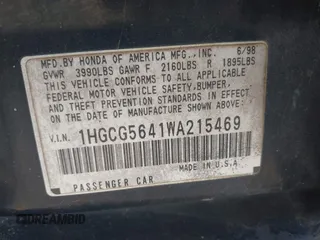 MFD. BY HONDA OF AMERICA MFG., INC. 6/98
GVWR 3990LBS GAWR F 2160LBS R 1895LBS
THIS VEHICLE CONFORMS TO ALL APPLICABLE
FEDERAL MOTOR VEHICLE SAFETY, BUMPER,
AND THEFT PREVENTION STANDARDS IN EFFECT ON
THE DATE OF MANUFACTURE SHOWN ABOVE.
V.I.N. 1HGCG5641WA215469
MADE IN U.S.A
PASSENGER CAR
DREAMBID